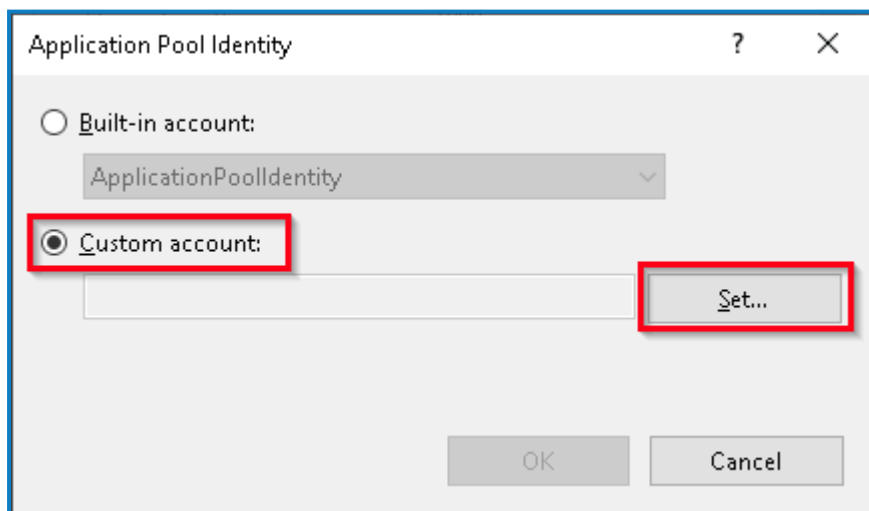 Application Pool Identity
Built-in account:
ApplicationPoolIdentity
Custom account:
Set...
OK
Cancel